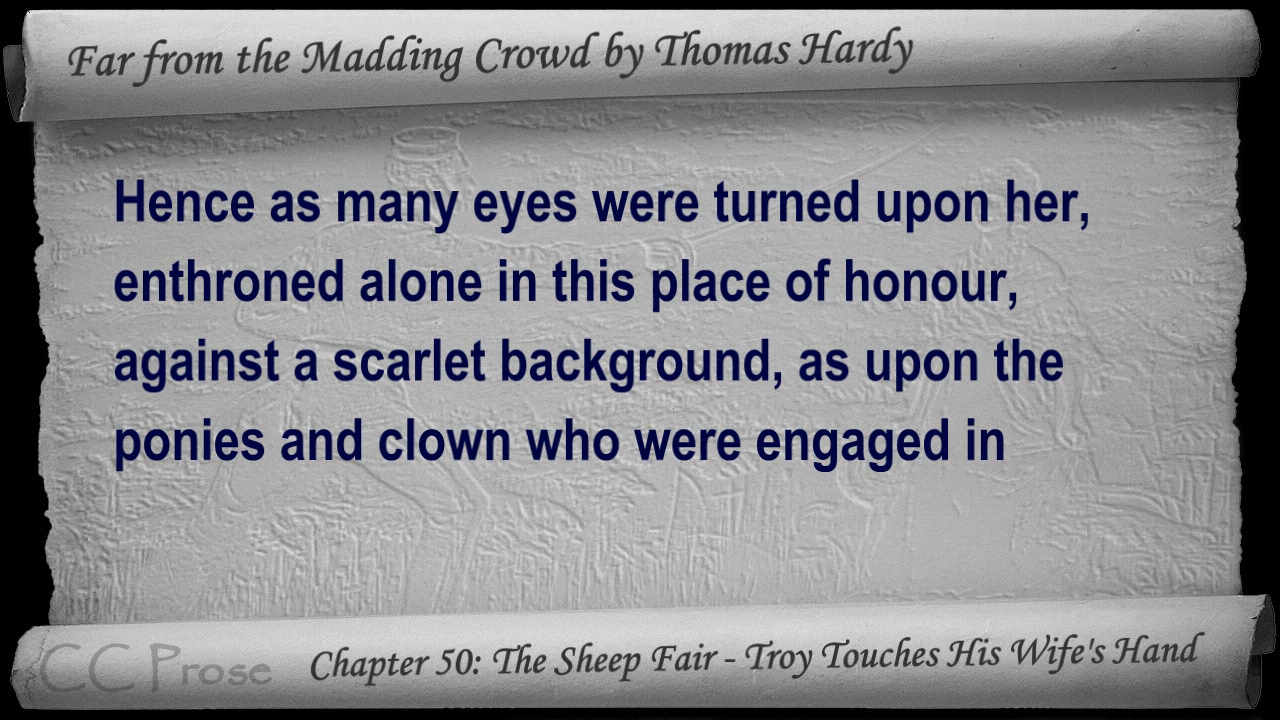 Far from the Madding Crowd by Thomas Hardy
Hence as many eyes were turned upon her,
enthroned alone in this place of honour,
against a scarlet background, as upon the
ponies and clown who were engaged in
CC Prose
Chapter 50: The Sheep Fair - Troy Touches His Wife's Hand